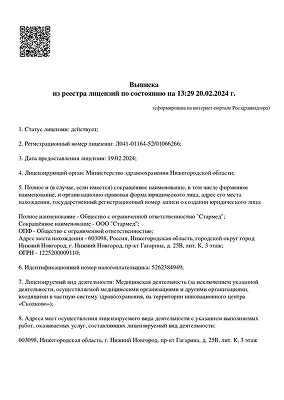 Выписка
из реестра лицензий по состоянию на 13:29 20.02.2024 г.
(сформирована на интернет-портале Росздравнадзора)
1. Статус лицензии: действует;
2. Регистрационный номер лицензии: Л041-01164-52/01066266;
3. Дата предоставления лицензии: 19.02.2024;
4. Лицензирующий орган: Министерство здравоохранения Нижегородской области;
5. Полное и (в случае, если имеется) сокращённое наименование, в том числе фирменное
наименование, и организационно-правовая форма юридического лица, адрес его места
нахождения, государственный регистрационный номер записи о создании юридического лица:
Полное наименование - Общество с ограниченной ответственностью "Стармед";
Сокращённое наименование - ООО "Стармед";
ОПФ - Общество с ограниченной ответственностью;
Адрес места нахождения - 603098, Россия, Нижегородская область, городской округ город
Нижний Новгород, г. Нижний Новгород, пр-кт Гагарина, д. 25В, лит. К, 3 этаж;
ОГРН - 1225200009110;
6. Идентификационный номер налогоплательщика: 5262384949;
7. Лицензируемый вид деятельности: Медицинская деятельность (за исключением указанной
деятельности, осуществляемой медицинскими организациями и другими организациями,
входящими в частную систему здравоохранения, на территории инновационного центра
«Сколково»);
8. Адреса мест осуществления лицензируемого вида деятельности с указанием выполняемых
работ, оказываемых услуг, составляющих лицензируемый вид деятельности:
603098, Нижегородская область, г. Нижний Новгород, пр-кт Гагарина, д. 25В, лит. К, 3 этаж